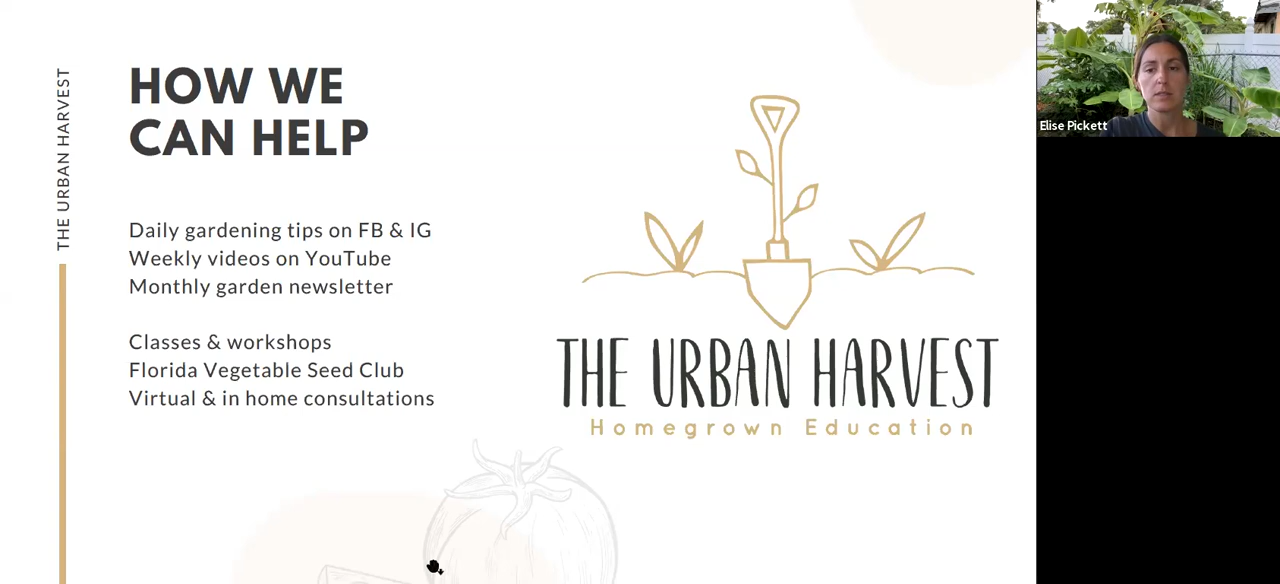 THE URBAN HARVEST
HOW WE
CAN HELP
Daily gardening tips on FB & IG
Weekly videos on YouTube
Monthly garden newsletter
Classes & workshops
Florida Vegetable Seed Club
Virtual & in home consultations
THE URBAN HARVEST
Homegrown Education
Elise Pickett